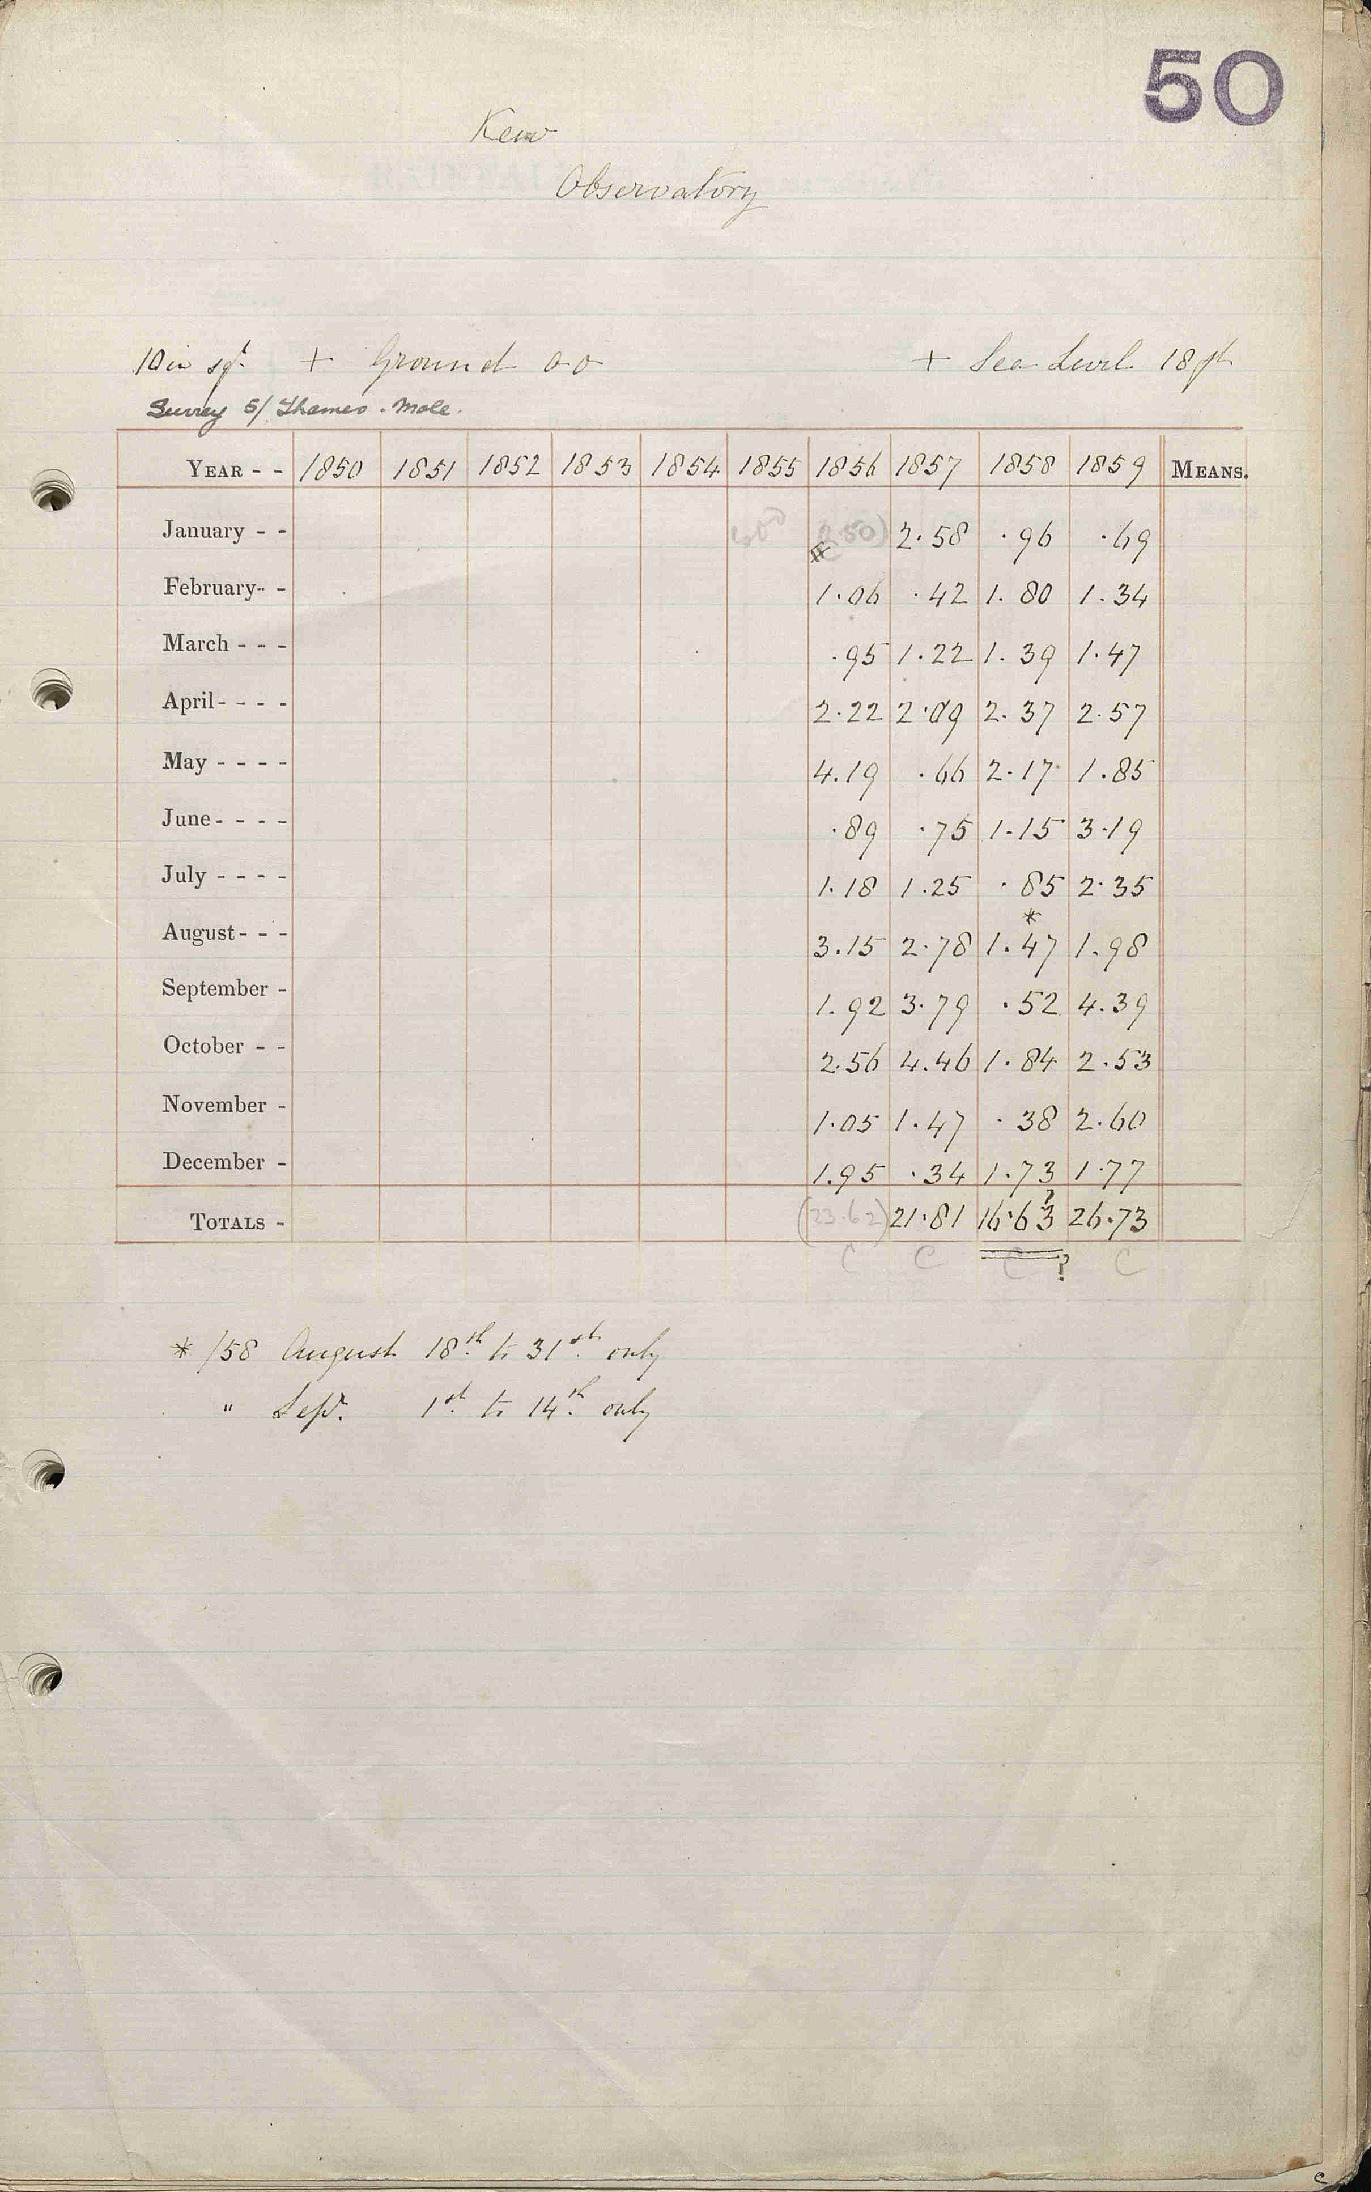 50
Kew
Observatory
10 in sq. + Ground 0 0 + Sea Level 18 ft
Surrey 5/ Thames. Mole.
YEAR - - 1850 1851 1852 1853 1854 1855 1856 1857 1858 1859 MEANS.
January - - (2.50) 2.58 .96 .69
February- - 1.06 .42 1.80 1.34
March - - - .95 1.22 1.39 1.47
April- - - - 2.22 2.09 2.37 2.57
May - - - - 4.19 .66 2.17 1.85
June- - - - .89 .75 1.15 3.19
July - - - - 1.18 1.25 .85 2.35
August- - - 3.15 2.78 *1.47 1.98
September - 1.92 3.79 .52 4.39
October - - 2.56 4.46 1.84 2.53
November - 1.05 1.47 .38 2.60
December - 1.95 .34 1.73 1.77
TOTALS - (23.62) 21.81 16.63? 26.73
C C C ? C
* /58 August 18th to 31st. only
" Sept. 1st. to 14th. only